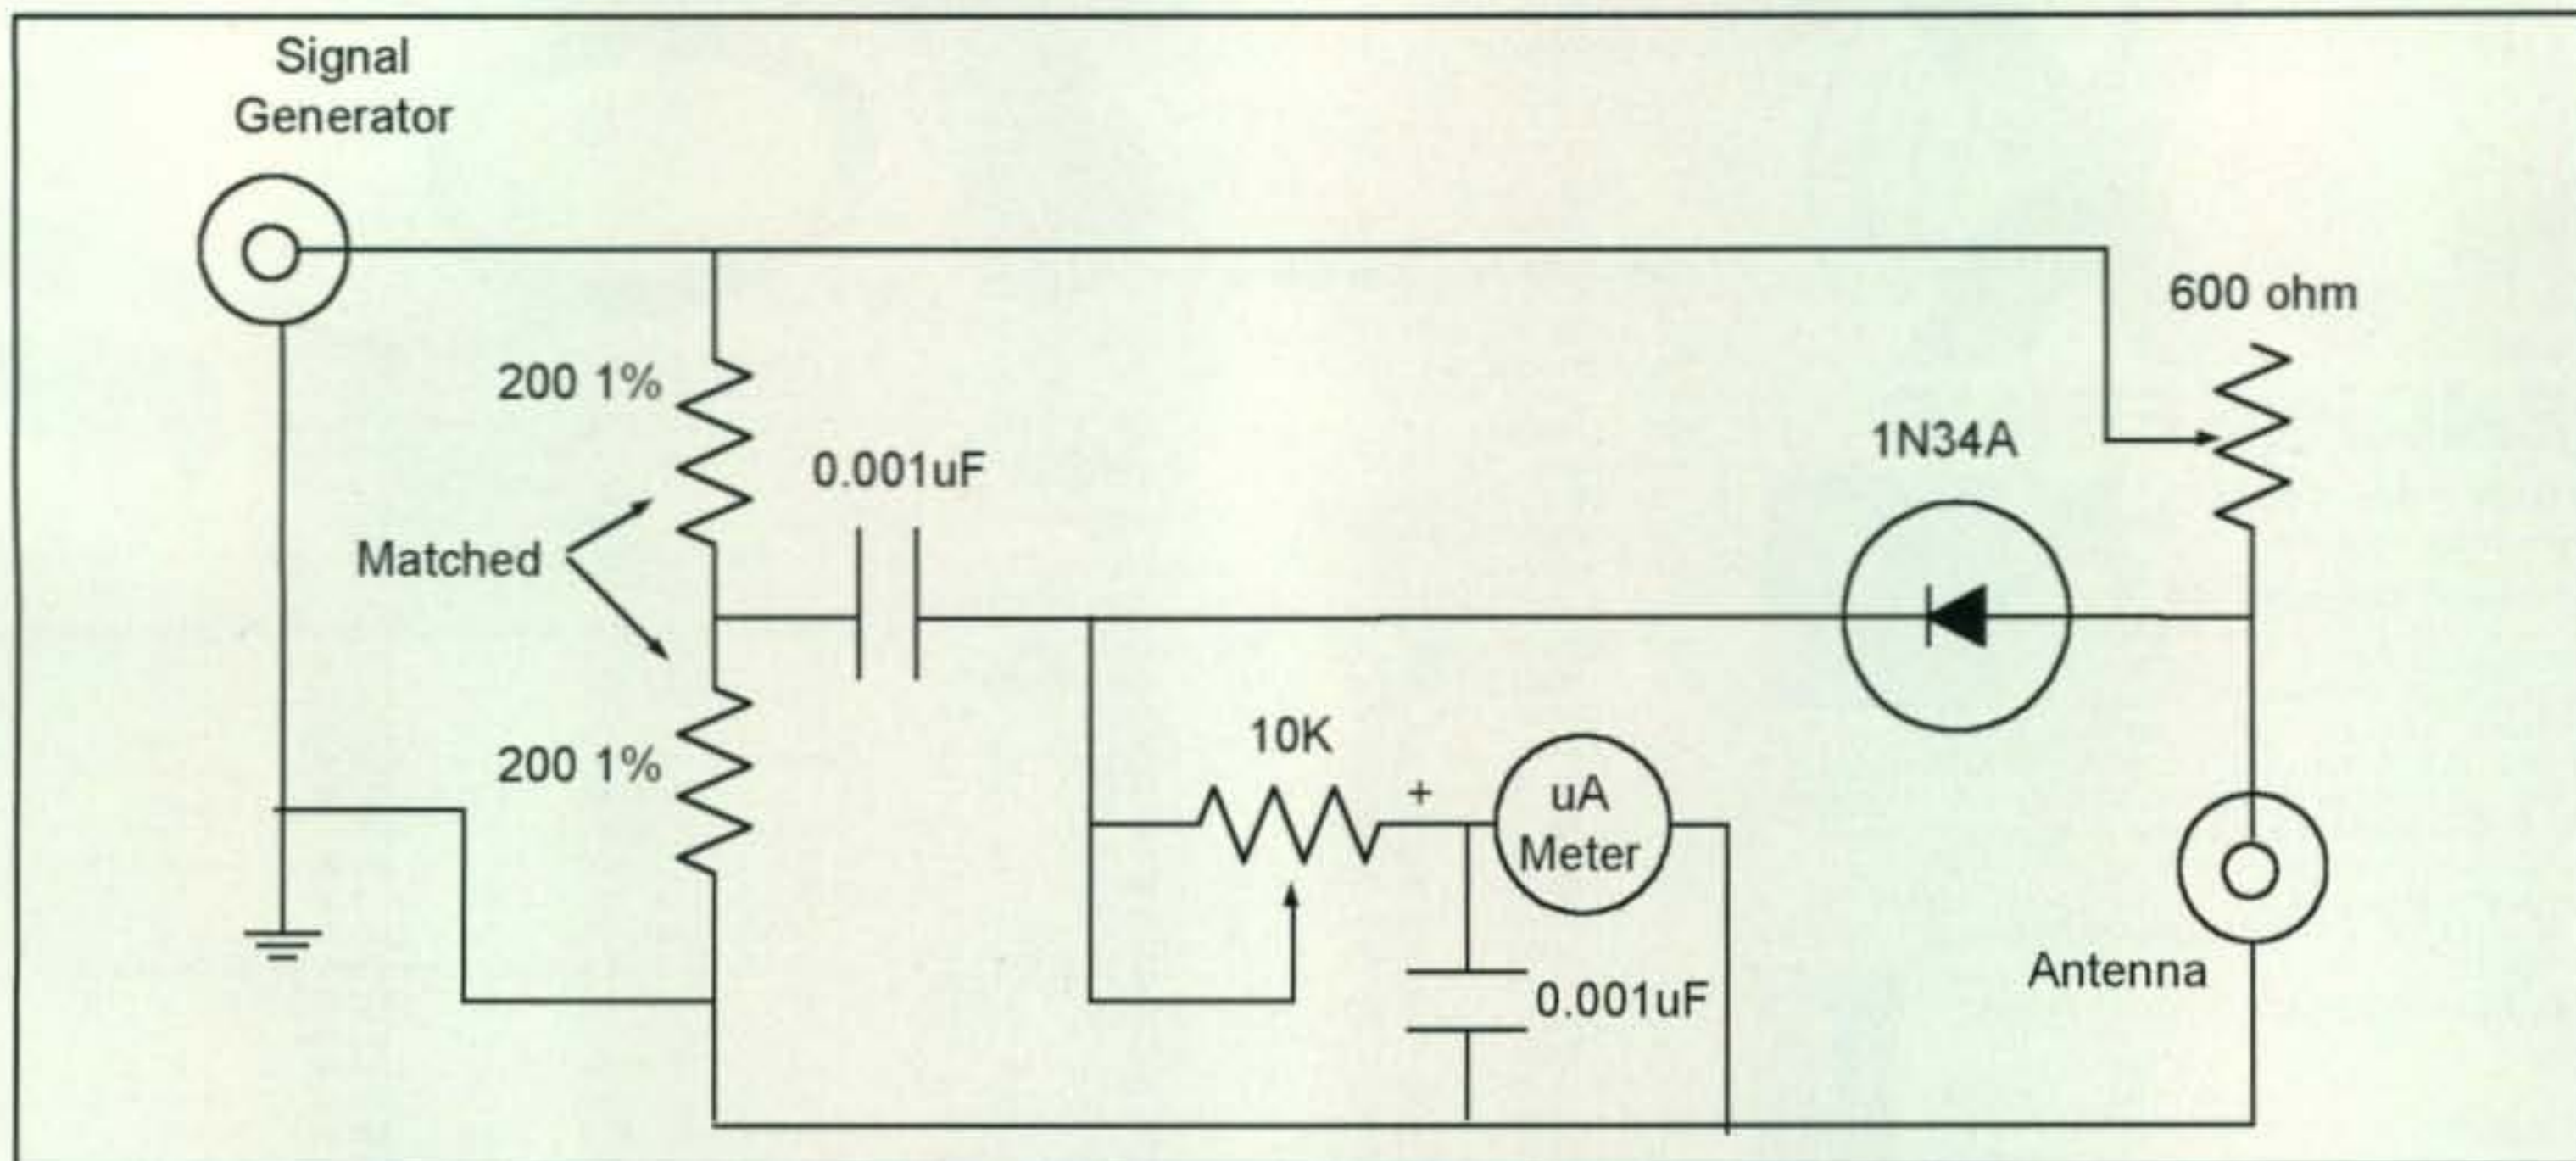 Signal
Generator
600 ohm
200 1%
1N34A
0.001uF
Matched
10K
200 1%
+
uA
Meter
Antenna
0.001uF